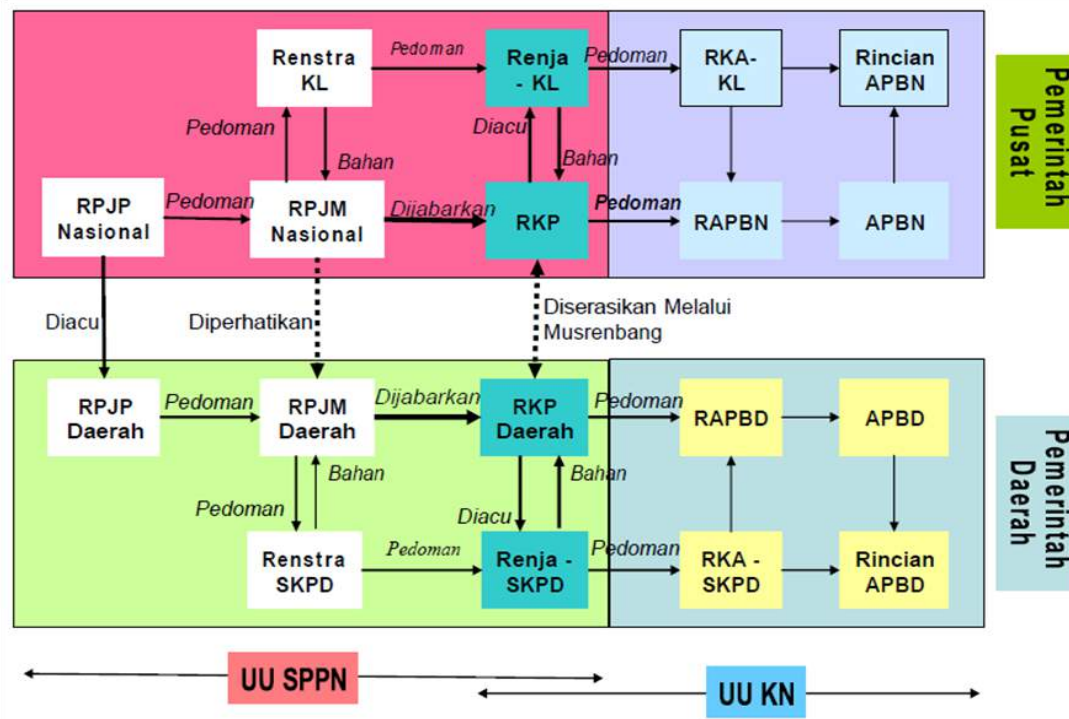 Renstra
KL
Pedoman
Renja
- KL
Pedoman
RKA-
KL
Rincian
APBN
Pedoman
Bahan
Diacu
Bahan
RPJP
Nasional
Pedoman
RPJM
Nasional
Dijabarkan
RKP
Pedoman
RAPBN
APBN
Pemerintah
Pusat
Diacu
Diperhatikan
Diserasikan Melalui
Musrenbang
RPJP
Daerah
Pedoman
RPJM
Daerah
Dijabarkan
RKP
Daerah
Pedoman
RAPBD
APBD
Pedoman
Bahan
Diacu
Bahan
Renstra
SKPD
Pedoman
Renja -
SKPD
Pedoman
RKA -
SKPD
Rincian
APBD
Pemerintah
Daerah
UU SPPN
UU KN